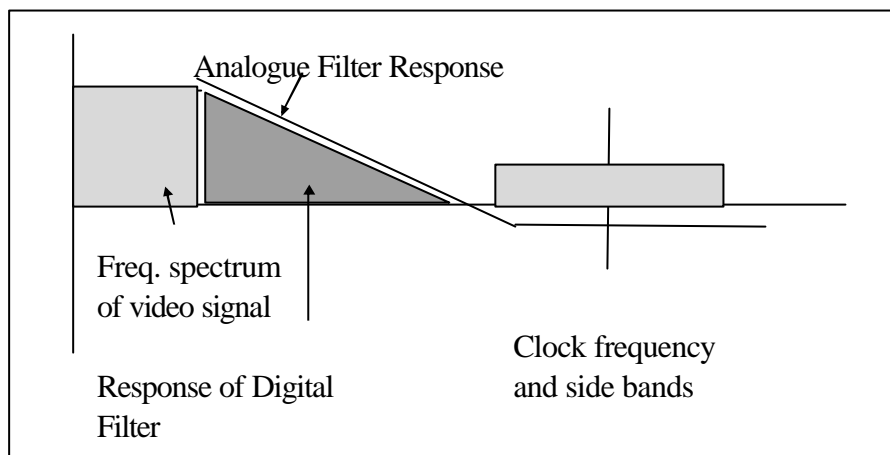 Analogue Filter Response
Freq. spectrum
of video signal
Clock frequency
and side bands
Response of Digital
Filter